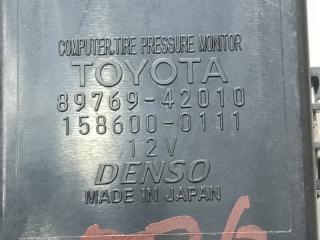 COMPUTER,TIRE PRESSURE MONITOR
TOYOTA
89769-42010
158600-0111
12V
DENSO
MADE IN JAPAN